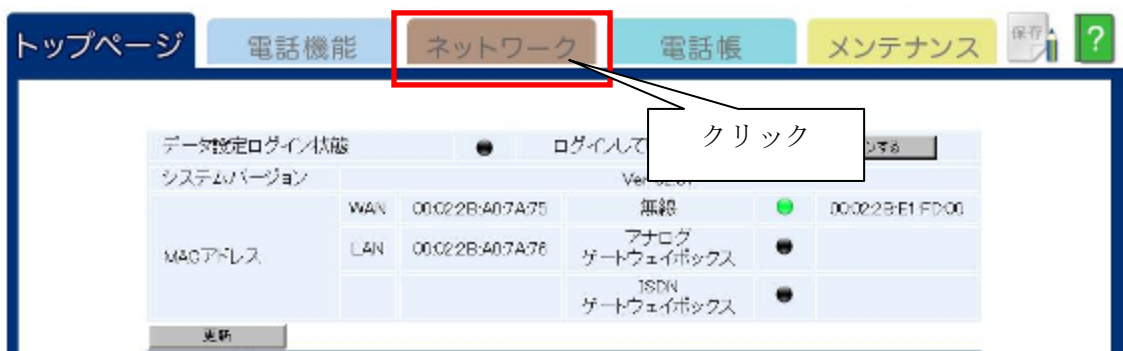 トップページ 電話機能 ネットワーク 電話帳 メンテナンス 保存 ?
クリック
データ設定ログイン状態 ログインして
システムバージョン
WAN 00:02:2B:A0:7A:75 無線 00:02:2B:E1:FD:00
MACアドレス LAN 00:02:2B:A0:7A:76 アナログ
ゲートウェイボックス
ISDN
ゲートウェイボックス
更新